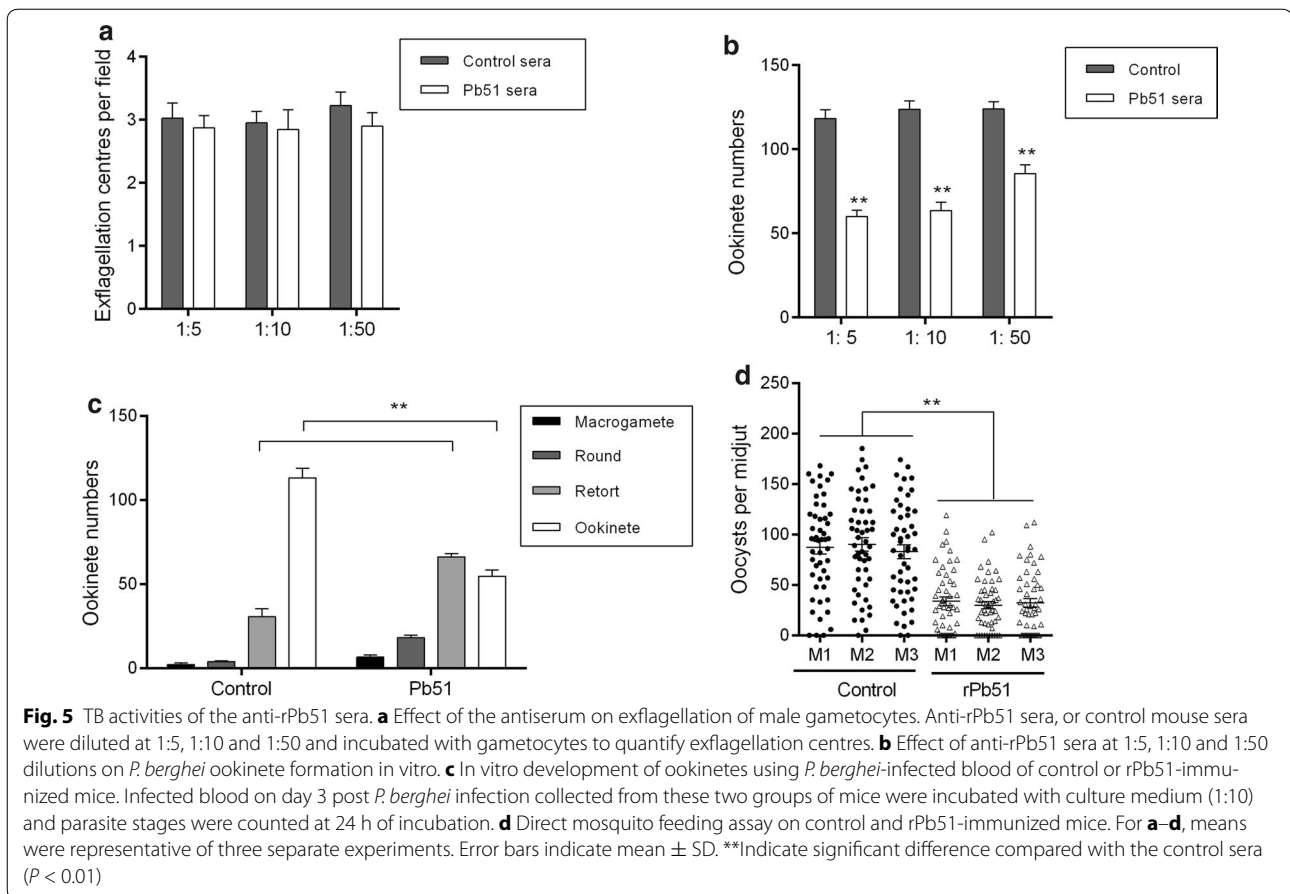 a
Exflagellation centres per field
4
3
2
1
0
1:5 1:10 1:50
Control sera
Pb51 sera
b
Ookinete numbers
150
100
50
0
** ** **
1: 5 1: 10 1: 50
Control
Pb51 sera
c
Ookinete numbers
150
100
50
0
**
Control Pb51
Macrogamete
Round
Retort
Ookinete
d
Oocysts per midjut
250
200
150
100
50
0
**
M1 M2 M3 M1 M2 M3
Control rPb51
Fig. 5 TB activities of the anti-rPb51 sera. a Effect of the antiserum on exflagellation of male gametocytes. Anti-rPb51 sera, or control mouse sera
were diluted at 1:5, 1:10 and 1:50 and incubated with gametocytes to quantify exflagellation centres. b Effect of anti-rPb51 sera at 1:5, 1:10 and 1:50
dilutions on P. berghei ookinete formation in vitro. c In vitro development of ookinetes using P. berghei-infected blood of control or rPb51-immu-
nized mice. Infected blood on day 3 post P. berghei infection collected from these two groups of mice were incubated with culture medium (1:10)
and parasite stages were counted at 24 h of incubation. d Direct mosquito feeding assay on control and rPb51-immunized mice. For a–d, means
were representative of three separate experiments. Error bars indicate mean ± SD. **Indicate significant difference compared with the control sera
(P < 0.01)